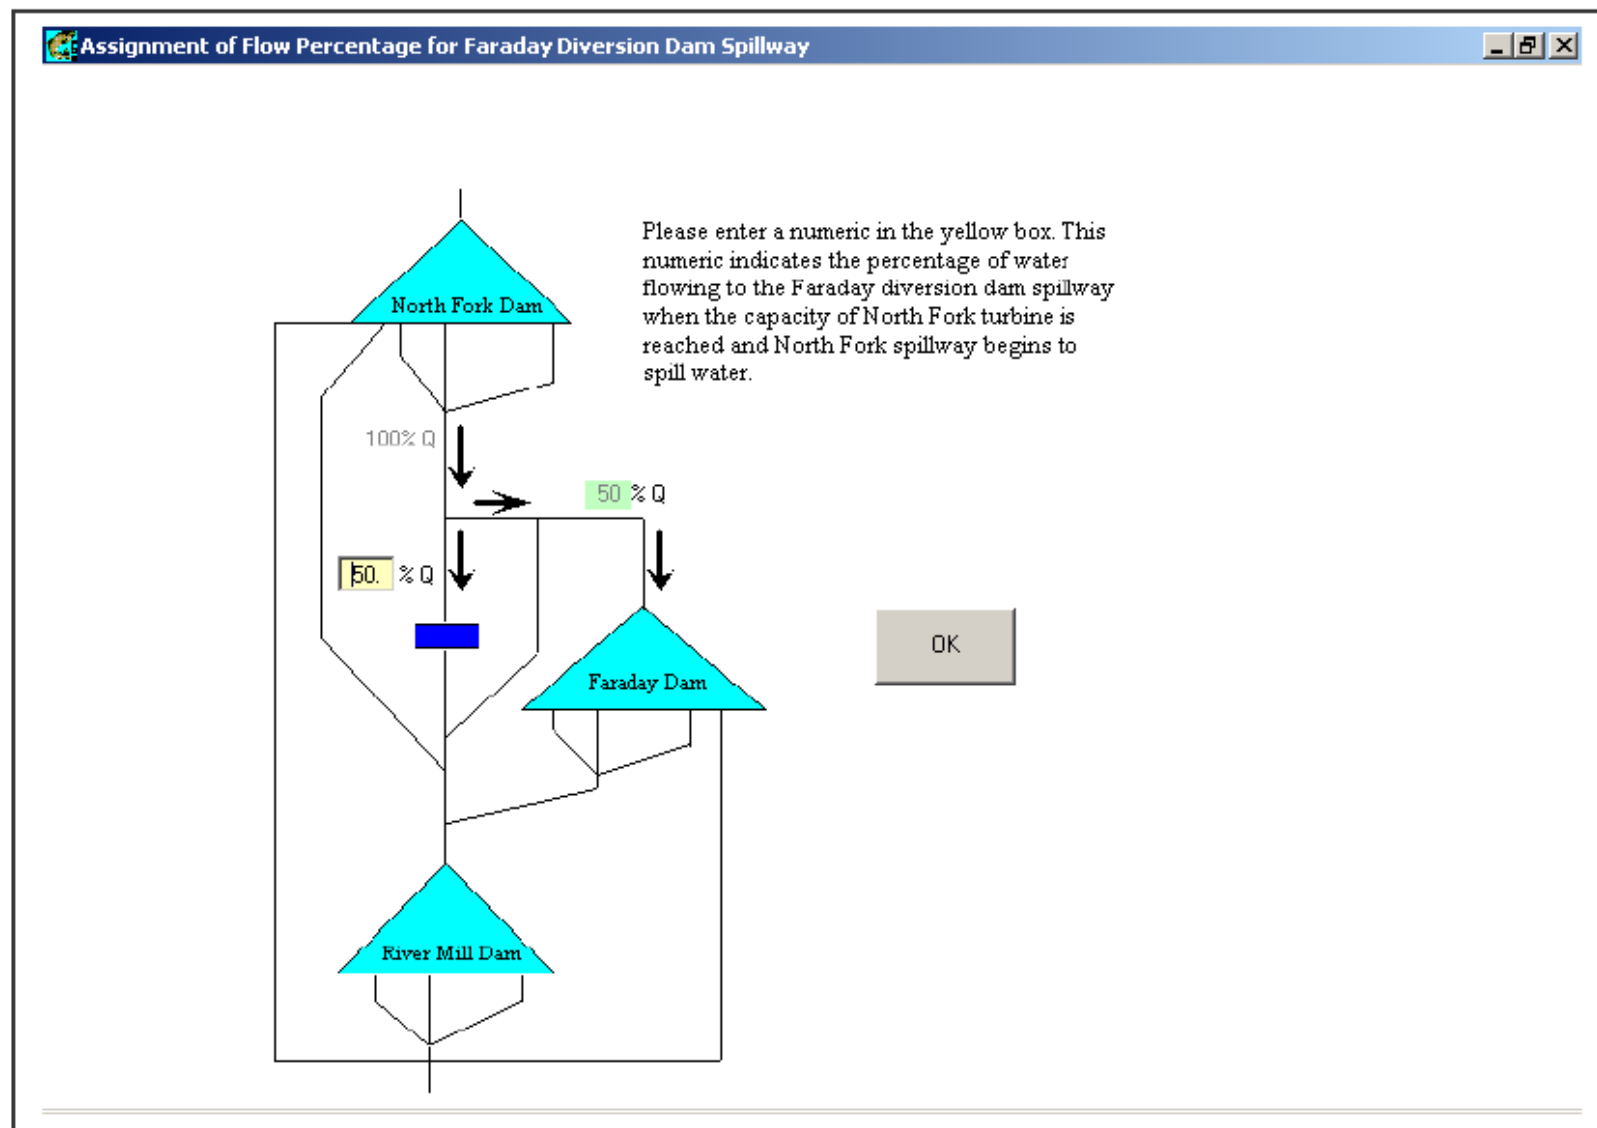 Assignment of Flow Percentage for Faraday Diversion Dam Spillway
Please enter a numeric in the yellow box. This
numeric indicates the percentage of water
flowing to the Faraday diversion dam spillway
when the capacity of North Fork turbine is
reached and North Fork spillway begins to
spill water.
North Fork Dam
100% Q
50 % Q
50. % Q
OK
Faraday Dam
River Mill Dam